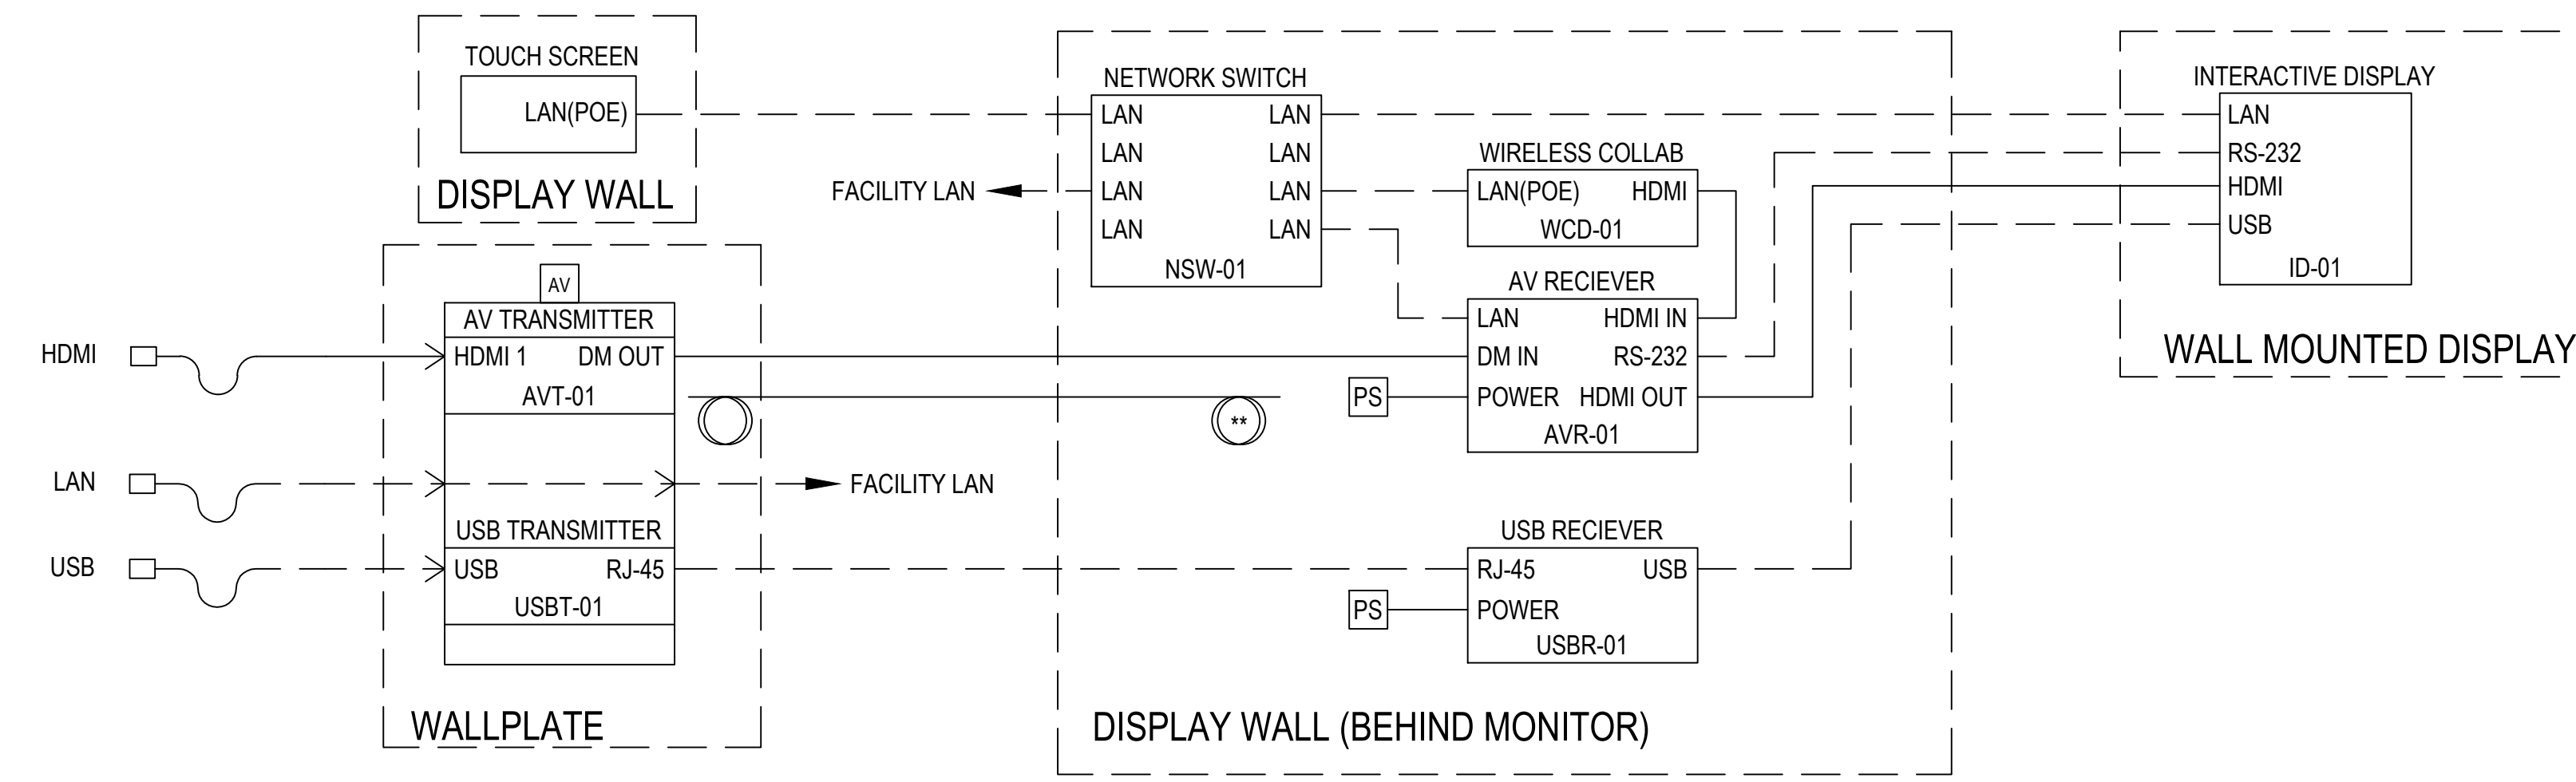 TOUCH SCREEN
LAN(POE)
DISPLAY WALL
NETWORK SWITCH
LAN LAN
LAN LAN
LAN LAN
LAN LAN
NSW-01
FACILITY LAN
WIRELESS COLLAB
LAN(POE) HDMI
WCD-01
AV RECIEVER
LAN HDMI IN
DM IN RS-232
PS
POWER HDMI OUT
AVR-01
USB RECIEVER
RJ-45 USB
PS
POWER
USBR-01
DISPLAY WALL (BEHIND MONITOR)
INTERACTIVE DISPLAY
LAN
RS-232
HDMI
USB
ID-01
WALL MOUNTED DISPLAY
HDMI
LAN
USB
AV
AV TRANSMITTER
HDMI 1 DM OUT
AVT-01
**
FACILITY LAN
USB TRANSMITTER
USB RJ-45
USBT-01
WALLPLATE